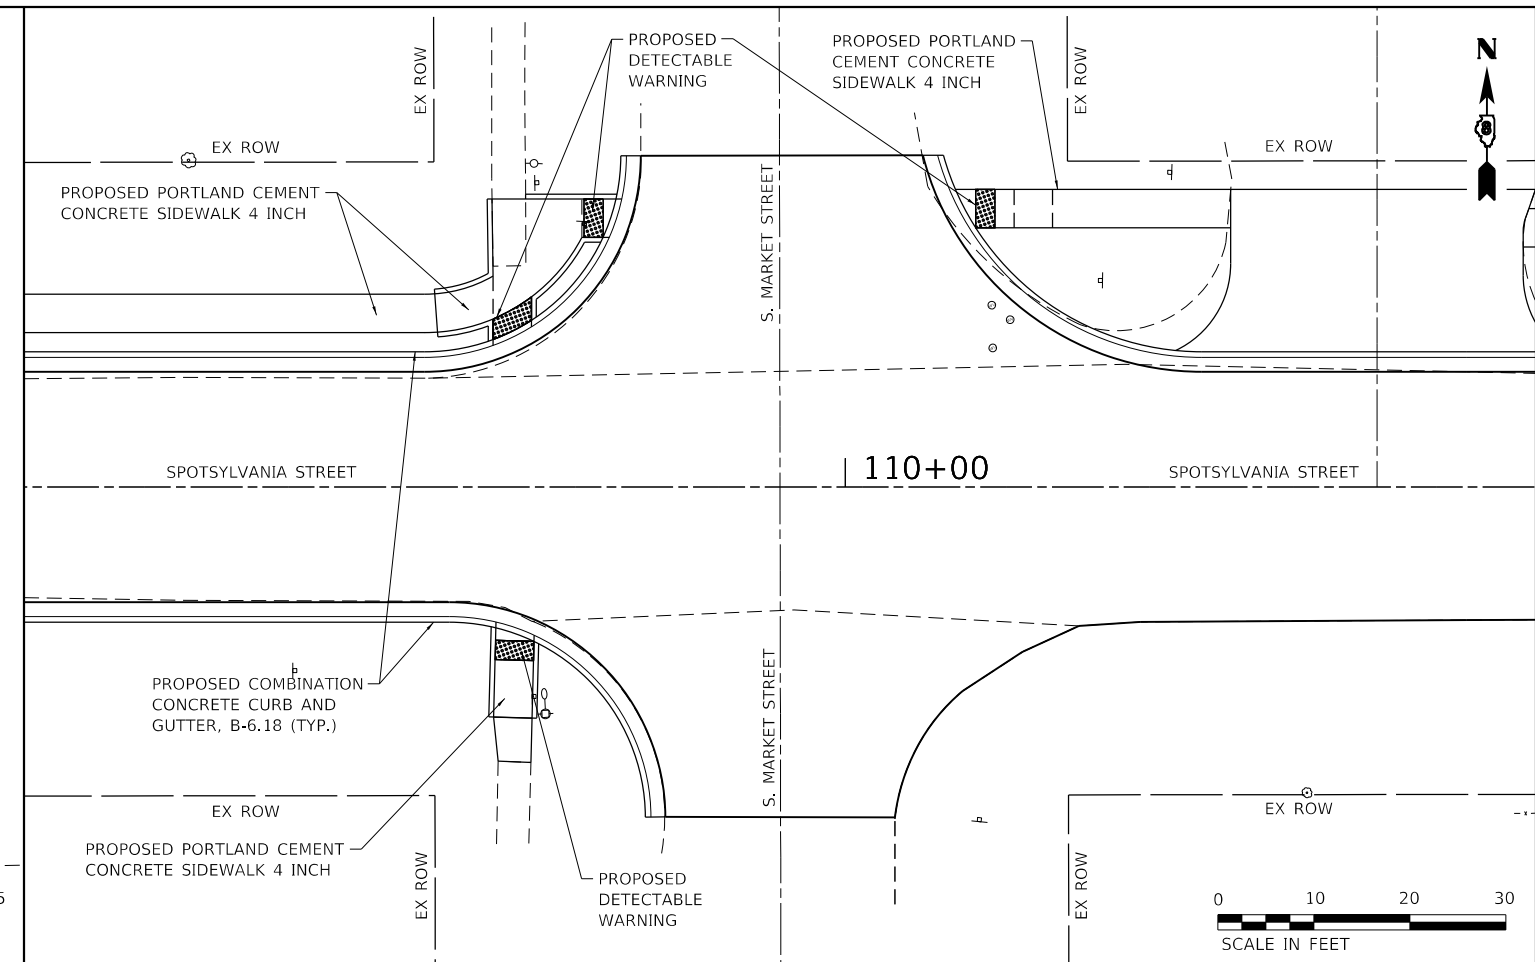 PROPOSED
DETECTABLE
WARNING
PROPOSED PORTLAND
CEMENT CONCRETE
SIDEWALK 4 INCH
N
EX ROW
EX ROW
EX ROW
EX ROW
PROPOSED PORTLAND CEMENT
CONCRETE SIDEWALK 4 INCH
S. MARKET STREET
SPOTSYLVANIA STREET
110+00
SPOTSYLVANIA STREET
PROPOSED COMBINATION
CONCRETE CURB AND
GUTTER, B-6.18 (TYP.)
S. MARKET STREET
EX ROW
EX ROW
PROPOSED PORTLAND CEMENT
CONCRETE SIDEWALK 4 INCH
EX ROW
EX ROW
PROPOSED
DETECTABLE
WARNING
0 10 20 30
SCALE IN FEET